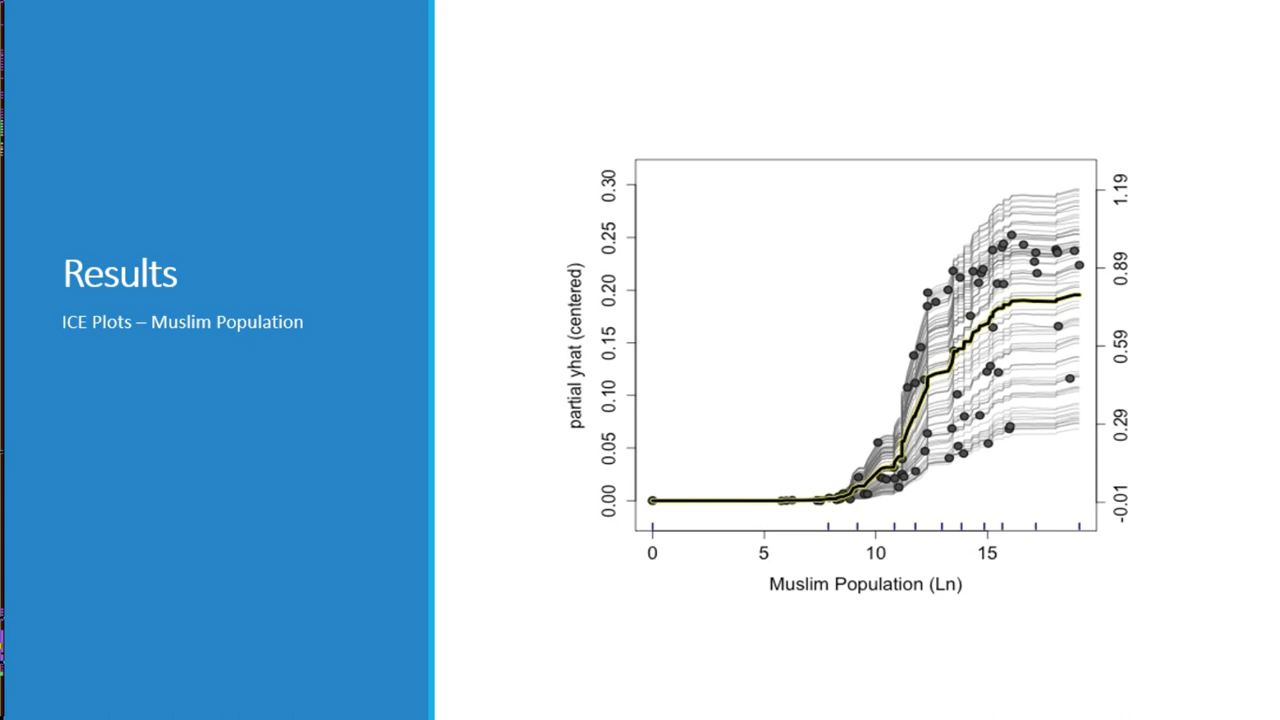 Results
ICE Plots – Muslim Population
partial yhat (centered)
0.30
0.25
0.20
0.15
0.10
0.05
0.00
1.19
0.89
0.59
0.29
-0.01
0 5 10 15
Muslim Population (Ln)